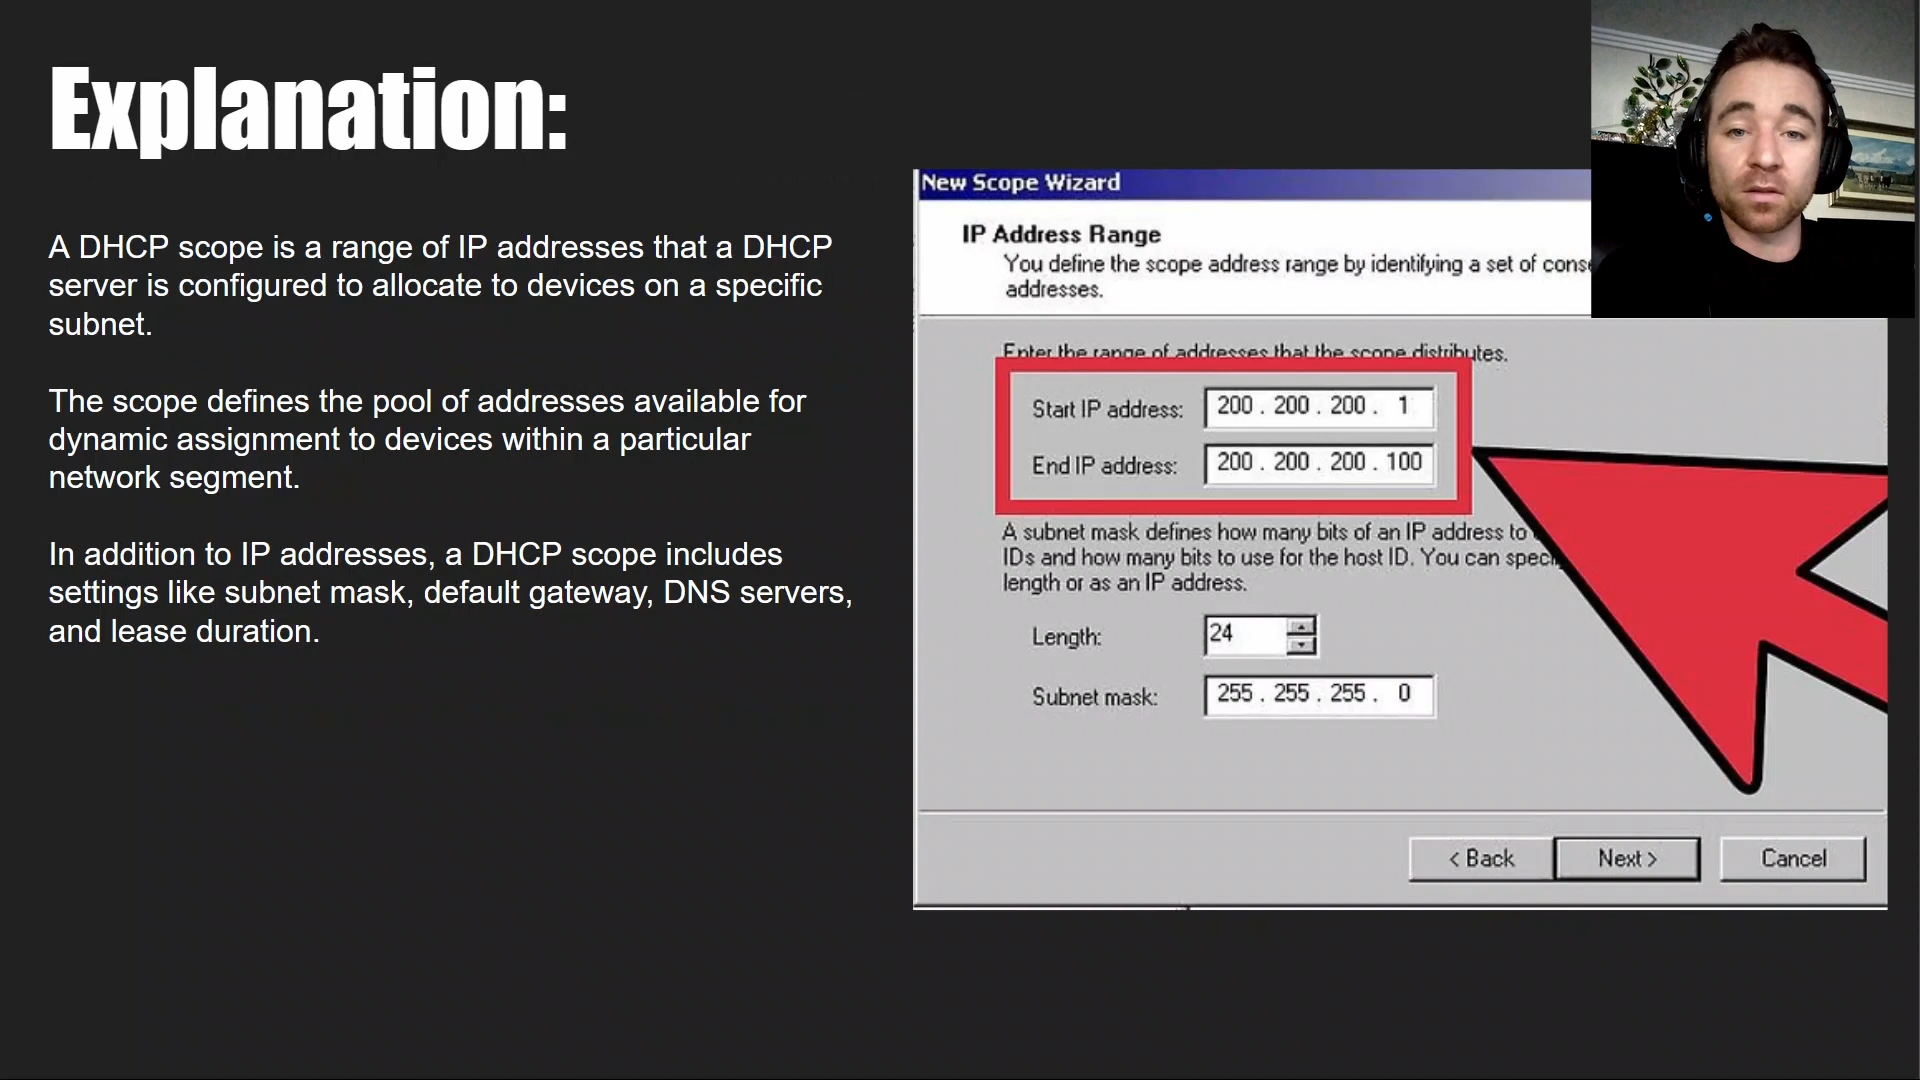 Explanation:
A DHCP scope is a range of IP addresses that a DHCP
server is configured to allocate to devices on a specific
subnet.
The scope defines the pool of addresses available for
dynamic assignment to devices within a particular
network segment.
In addition to IP addresses, a DHCP scope includes
settings like subnet mask, default gateway, DNS servers,
and lease duration.
New Scope Wizard
IP Address Range
You define the scope address range by identifying a set of
addresses.
Enter the range of addresses that the scope distributes.
Start IP address: 200 . 200 . 200 . 1
End IP address: 200 . 200 . 200 . 100
A subnet mask defines how many bits of an IP address to
IDs and how many bits to use for the host ID. You can
length or as an IP address.
Length: 24
Subnet mask: 255 . 255 . 255 . 0
< Back
Next >
Cancel